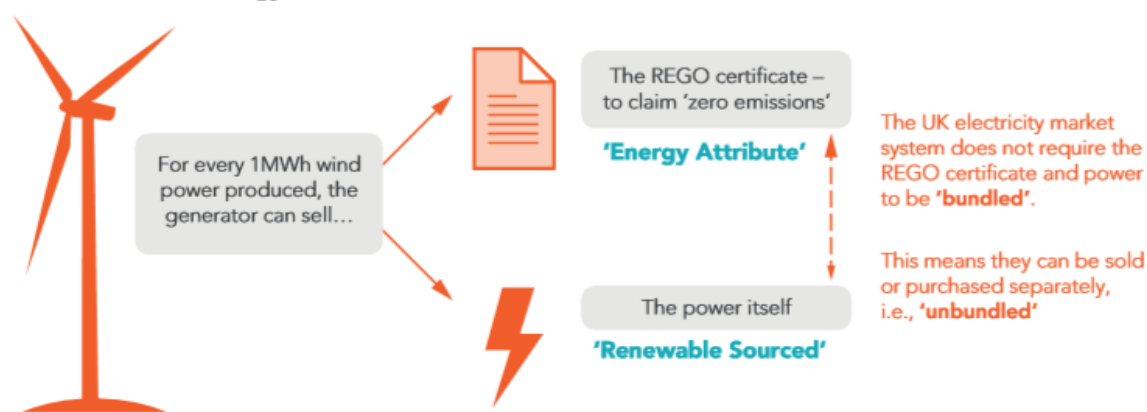 For every 1MWh wind
power produced, the
generator can sell...
The REGO certificate –
to claim ‘zero emissions’
‘Energy Attribute’
The power itself
‘Renewable Sourced’
The UK electricity market
system does not require the
REGO certificate and power
to be ‘bundled’.
This means they can be sold
or purchased separately,
i.e., ‘unbundled’